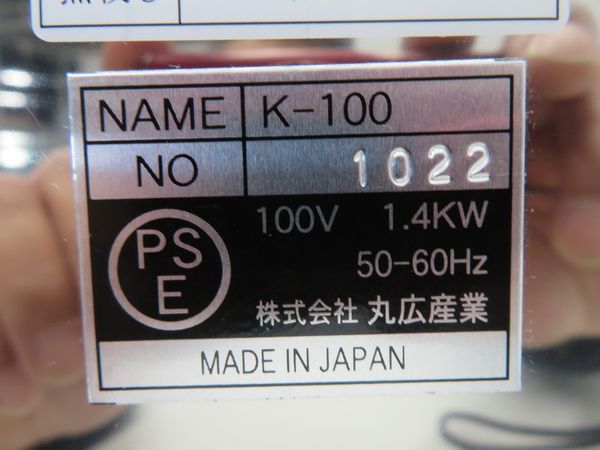 NAME K-100
NO 1022
PS
E
100V 1.4KW
50-60Hz
株式会社 丸広産業
MADE IN JAPAN